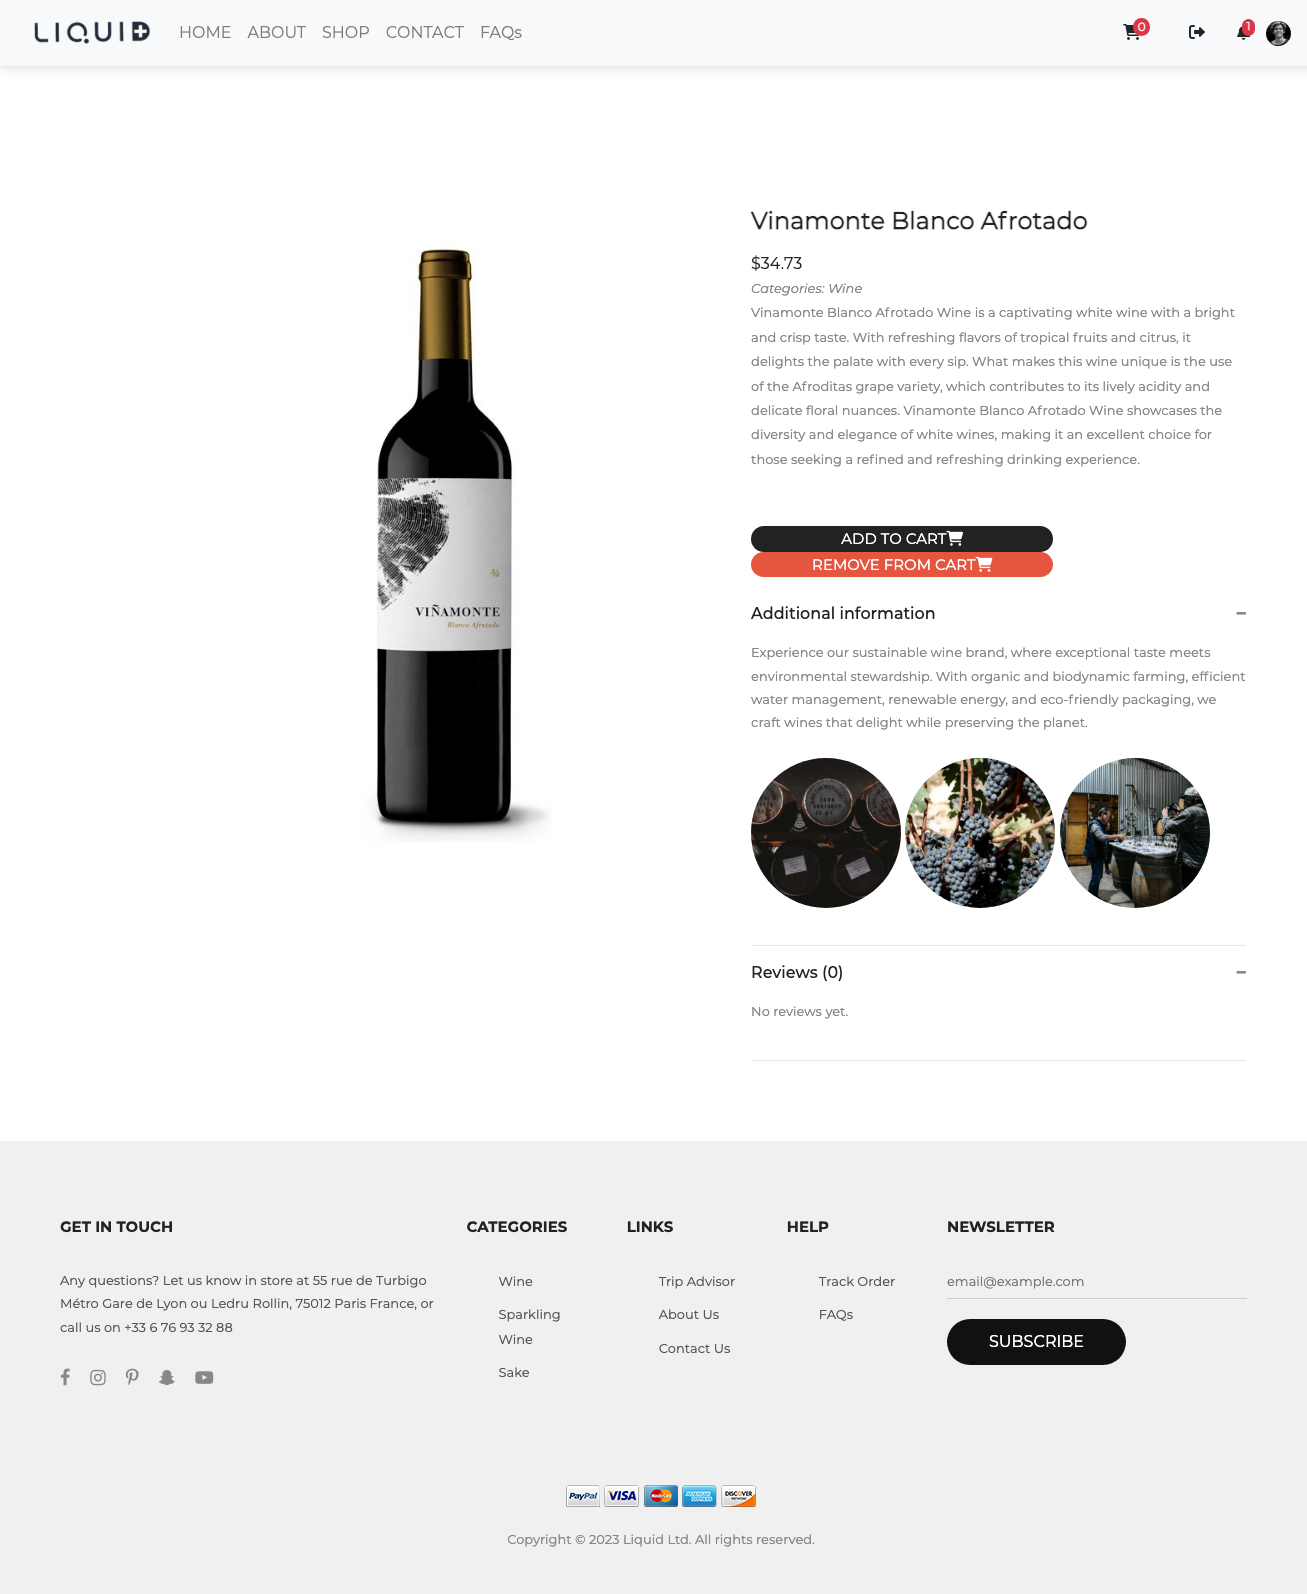 LIQUID HOME ABOUT SHOP CONTACT FAQs 0 1
Vinamonte Blanco Afrotado
$34.73
Categories: Wine
Vinamonte Blanco Afrotado Wine is a captivating white wine with a bright
and crisp taste. With refreshing flavors of tropical fruits and citrus, it
delights the palate with every sip. What makes this wine unique is the use
of the Afroditas grape variety, which contributes to its lively acidity and
delicate floral nuances. Vinamonte Blanco Afrotado Wine showcases the
diversity and elegance of white wines, making it an excellent choice for
those seeking a refined and refreshing drinking experience.
VIÑAMONTE
Blanco Afrotado
ADD TO CART
REMOVE FROM CART
Additional information
Experience our sustainable wine brand, where exceptional taste meets
environmental stewardship. With organic and biodynamic farming, efficient
water management, renewable energy, and eco-friendly packaging, we
craft wines that delight while preserving the planet.
Reviews (0)
No reviews yet.
GET IN TOUCH
Any questions? Let us know in store at 55 rue de Turbigo
Métro Gare de Lyon ou Ledru Rollin, 75012 Paris France, or
call us on +33 6 76 93 32 88
CATEGORIES
Wine
Sparkling
Wine
Sake
LINKS
Trip Advisor
About Us
Contact Us
HELP
Track Order
FAQs
NEWSLETTER
email@example.com
SUBSCRIBE
PayPal VISA MasterCard AMERICAN EXPRESS DISCOVER NETWORK
Copyright © 2023 Liquid Ltd. All rights reserved.